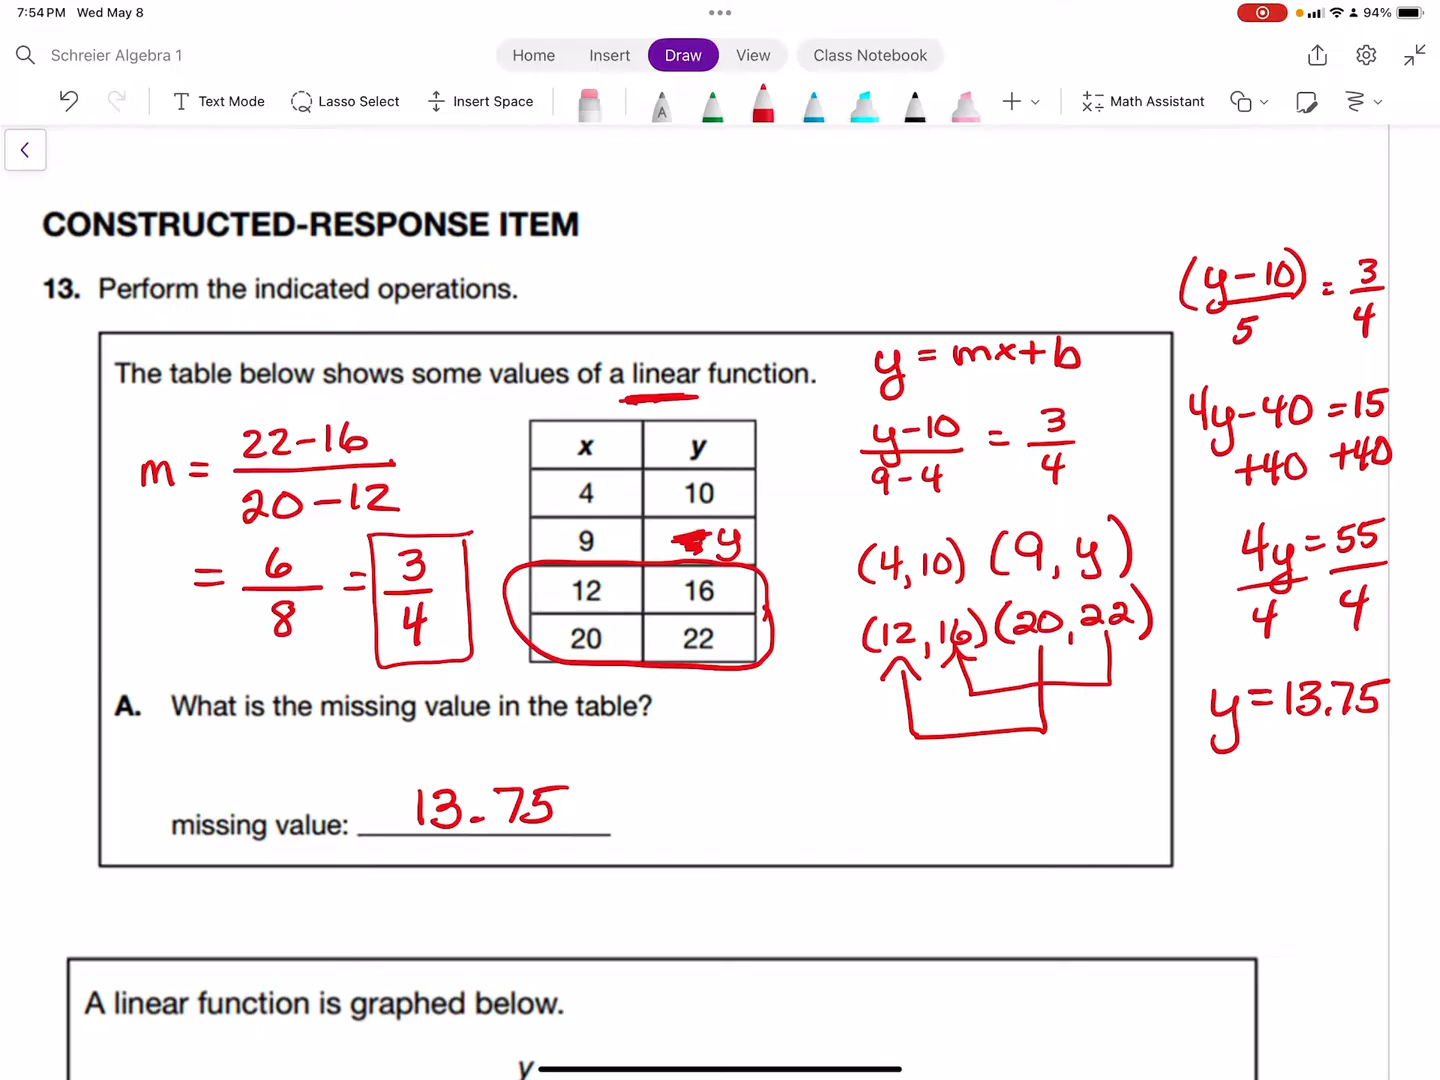 7:54 PM Wed May 8
94%
Schreier Algebra 1
Home Insert Draw View Class Notebook
Text Mode Lasso Select Insert Space A Math Assistant
CONSTRUCTED-RESPONSE ITEM
13. Perform the indicated operations.
The table below shows some values of a linear function.
m = 22-16
20-12
= 6/8 = 3/4
x y
4 10
9 y
12 16
20 22
y = mx+b
y-10 = 3
9-4 4
(4,10) (9,y)
(12,16)(20,22)
A. What is the missing value in the table?
missing value: 13.75
(y-10) = 3
5 4
4y-40=15
+40 +40
4y=55
4 4
y=13.75
A linear function is graphed below.
y